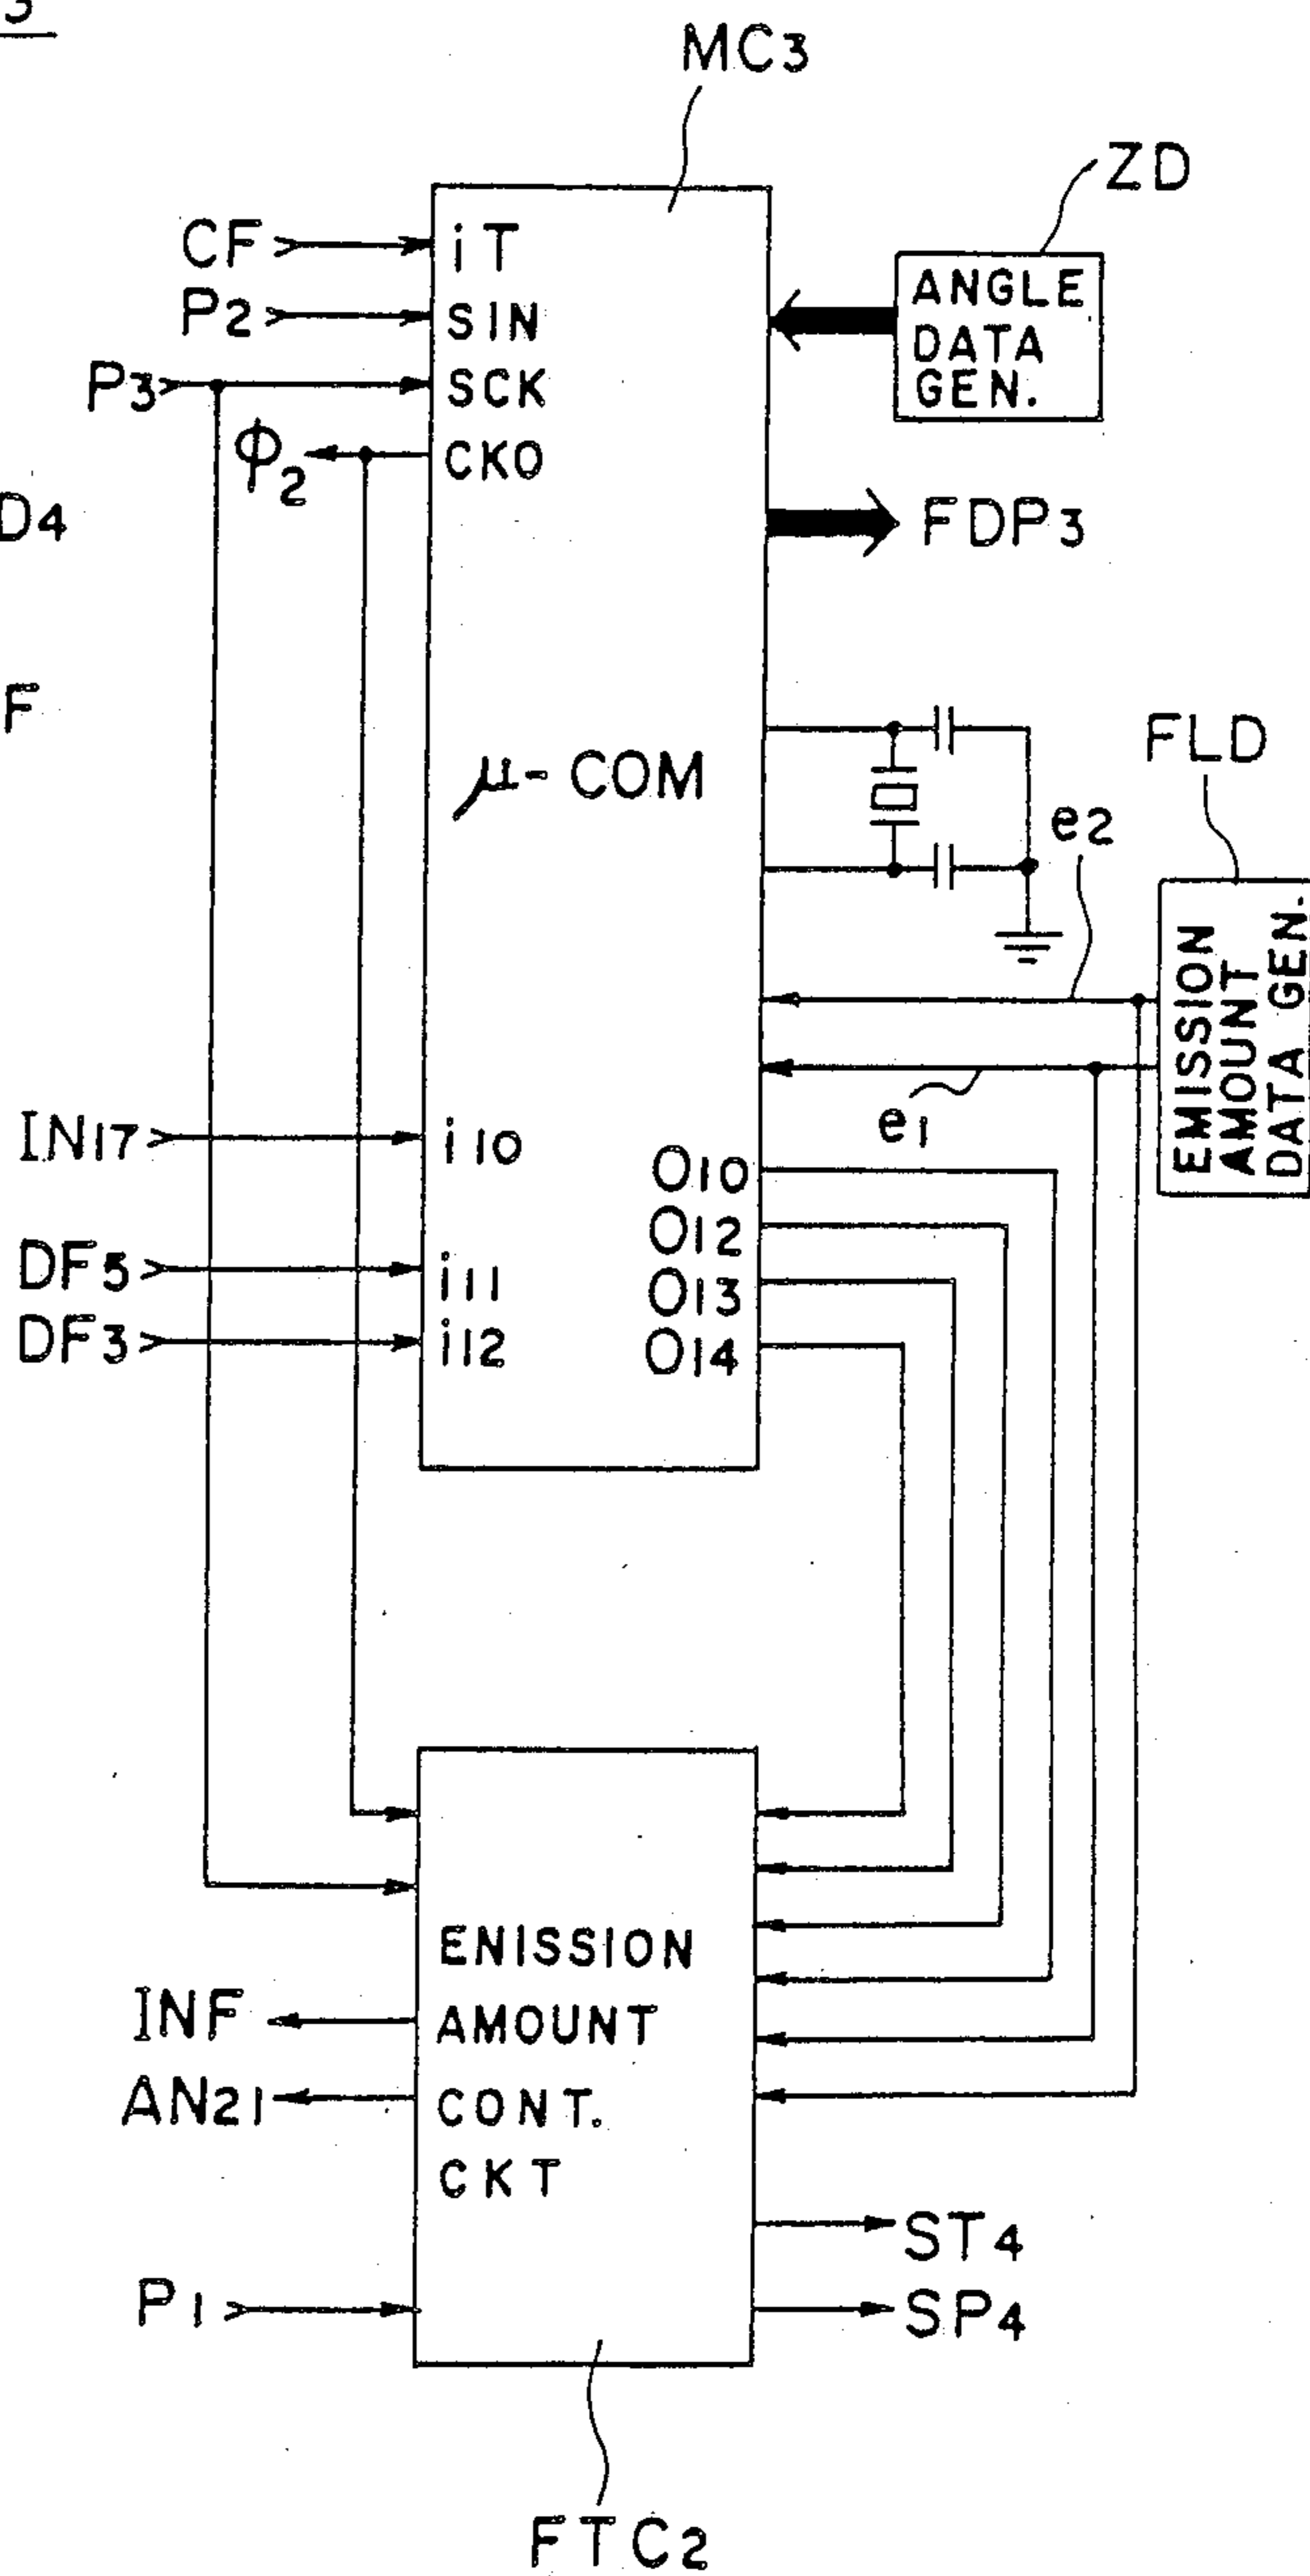 3
MC3
ZD
CF
iT
ANGLE
DATA
GEN.
P2
SIN
P3
SCK
ϕ2
CKO
D4
FDP3
F
μ-COM
FLD
e2
EMISSION
AMOUNT
DATA GEN.
e1
IN17
i10
O10
O12
DF5
i11
O13
DF3
i12
O14
ENISSION
INF
AMOUNT
AN21
CONT.
CKT
ST4
P1
SP4
FTC2